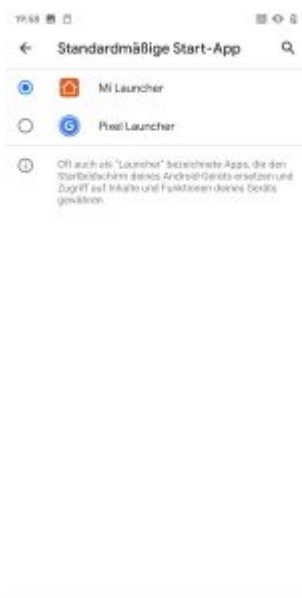 19:58
Standardmäßige Start-App
Mi Launcher
Pixel Launcher
Oft auch als "Launcher" bezeichnete Apps, die den
Startbildschirm deines Android-Geräts ersetzen und
Zugriff auf Inhalte und Funktionen deines Geräts
gewähren